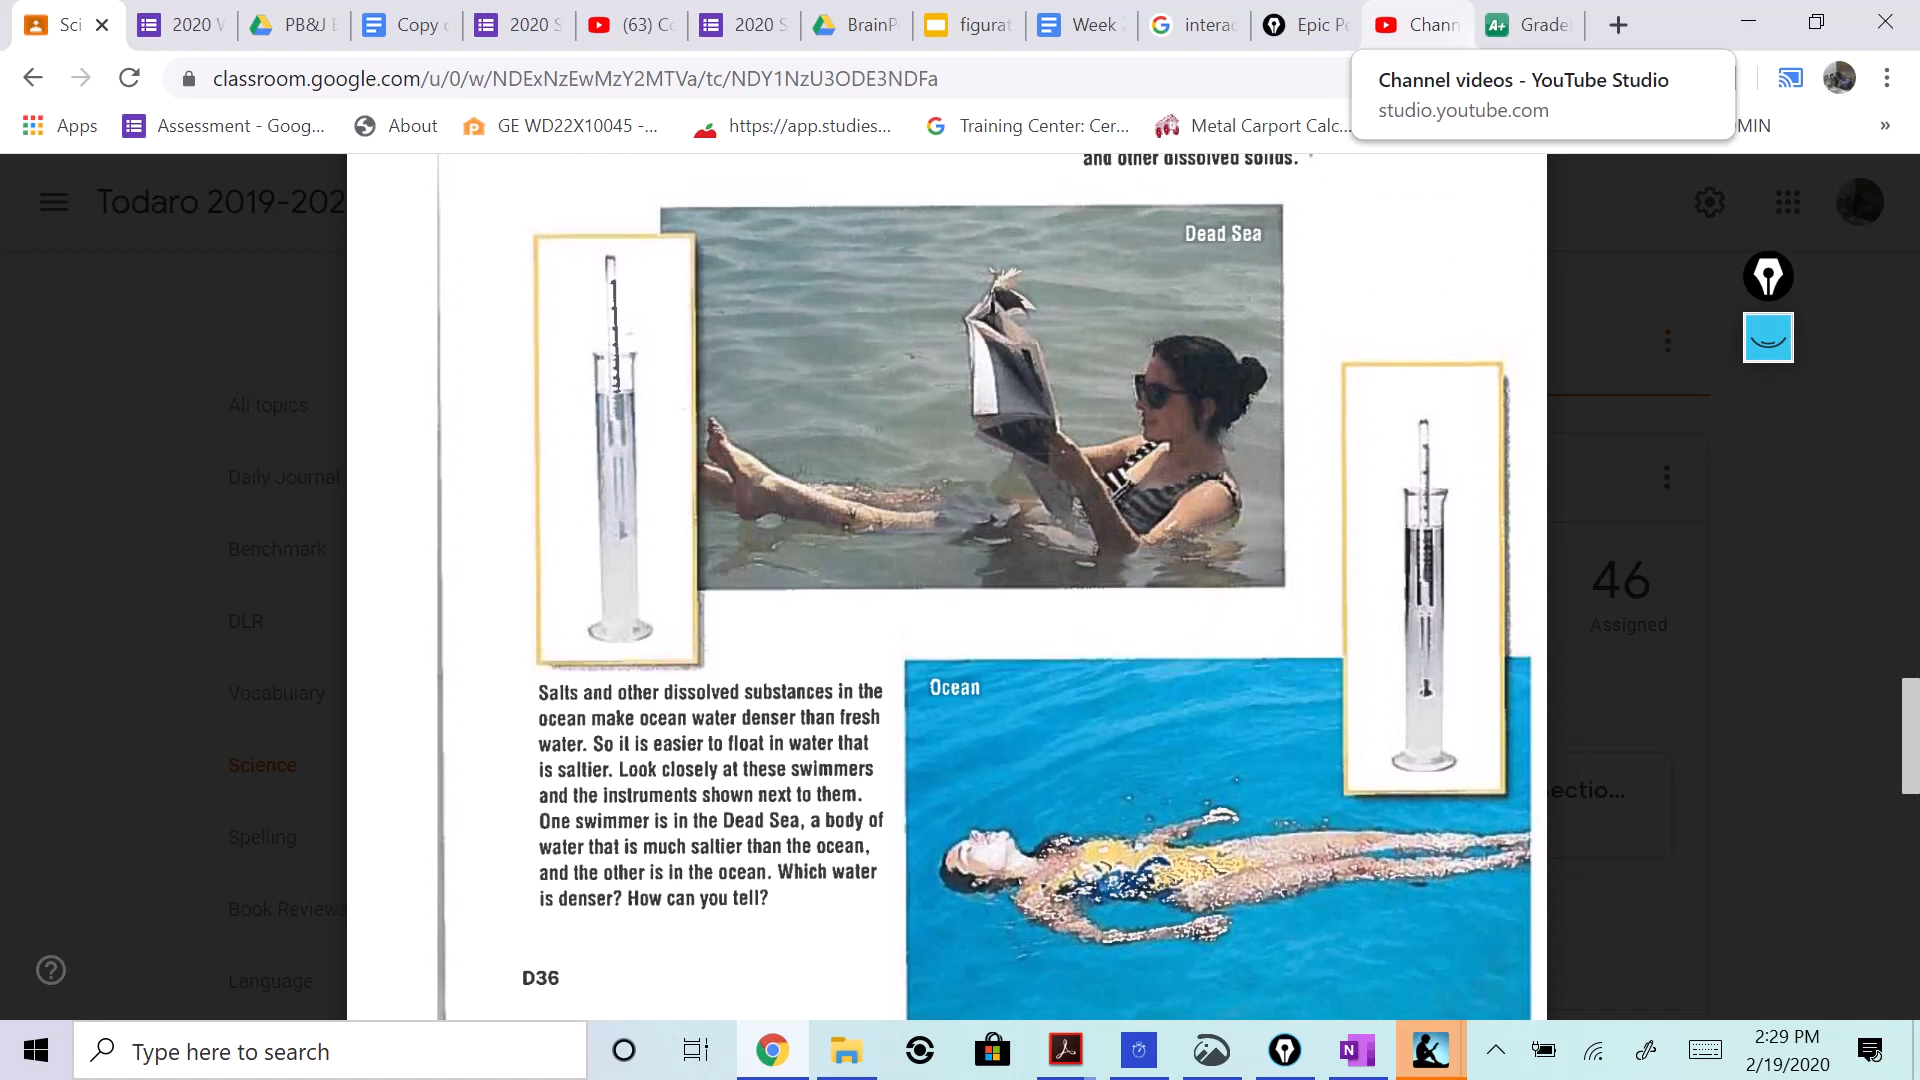 Sci
2020 W
PB&J E
Copy o
2020 S
(63) Co
2020 S
BrainP
figurat
Week 2
interac
Epic Pe
Chann
Grade
classroom.google.com/u/0/w/NDExNzEwMzY2MTVa/tc/NDY1NzU3ODE3NDFa
Channel videos - YouTube Studio
studio.youtube.com
Apps
Assessment - Goog...
About
GE WD22X10045 -...
https://app.studies...
Training Center: Cer...
Metal Carport Calc...
MIN
and other dissolved solids.
Todaro 2019-202
Dead Sea
All topics
Daily Journal
Benchmark
46
DLR
Assigned
Vocabulary
Salts and other dissolved substances in the
Ocean
ocean make ocean water denser than fresh
water. So it is easier to float in water that
Science
is saltier. Look closely at these swimmers
and the instruments shown next to them.
ectio...
One swimmer is in the Dead Sea, a body of
Spelling
water that is much saltier than the ocean,
and the other is in the ocean. Which water
is denser? How can you tell?
Book Reviews
D36
Language
Type here to search
2:29 PM
2/19/2020